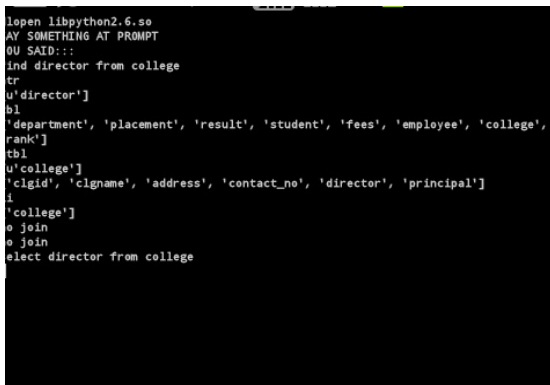 lopen libpython2.6.so
AY SOMETHING AT PROMPT
OU SAID:::
ind director from college
tr
u'director']
bl
'department', 'placement', 'result', 'student', 'fees', 'employee', 'college',
rank']
tbl
u'college']
'clgid', 'clgname', 'address', 'contact_no', 'director', 'principal']
i
'college']
o join
o join
elect director from college